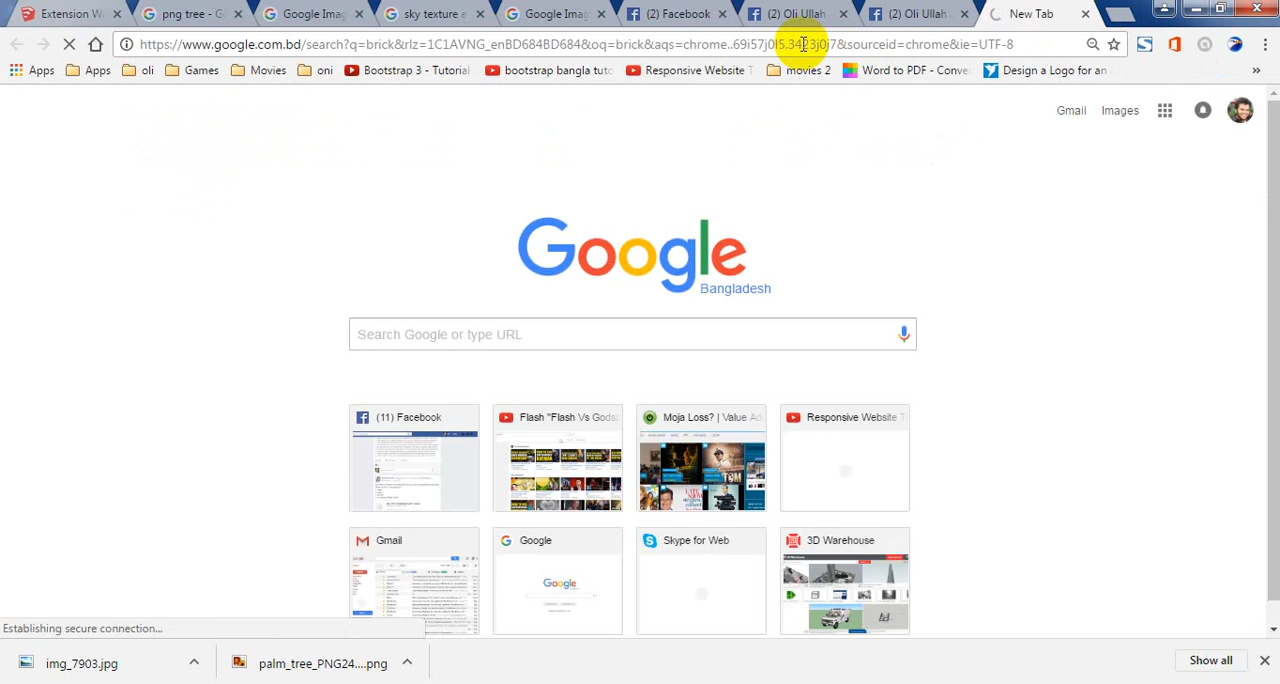 Extension W
png tree - G
Google Imag
sky texture e
Google Imag
(2) Facebook
(2) Oli Ullah
(2) Oli Ullah
New Tab
https://www.google.com.bd/search?q=brick&rlz=1C1AVNG_enBD684BD684&oq=brick&aqs=chrome..69i57j0l5.3423j0j7&sourceid=chrome&ie=UTF-8
Apps
Apps
oli
Games
Movies
oni
Bootstrap 3 - Tutorial
bootstrap bangla tuto
Responsive Website T
movies 2
Word to PDF - Conve
Design a Logo for an
Gmail
Images
Google
Bangladesh
Search Google or type URL
(11) Facebook
Flash "Flash Vs Gods
Moja Loss? | Value Ad
Responsive Website T
Gmail
Google
Skype for Web
3D Warehouse
Google
Establishing secure connection...
img_7903.jpg
palm_tree_PNG24....png
Show all